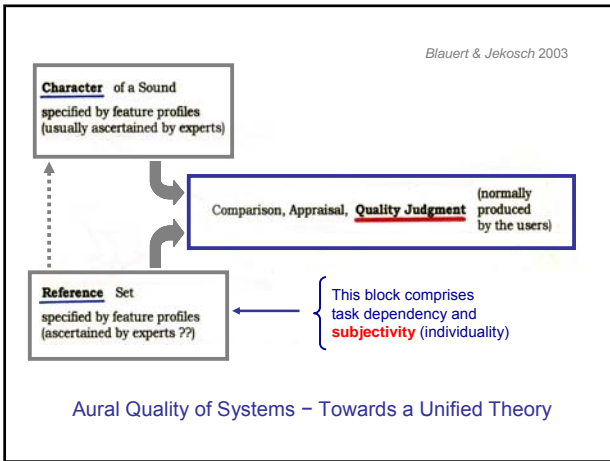 Blauert & Jekosch 2003
Character of a Sound
specified by feature profiles
(usually ascertained by experts)
Comparison, Appraisal, Quality Judgment
(normally
produced
by the users)
Reference Set
specified by feature profiles
(ascertained by experts ??)
This block comprises
task dependency and
subjectivity (individuality)
Aural Quality of Systems − Towards a Unified Theory